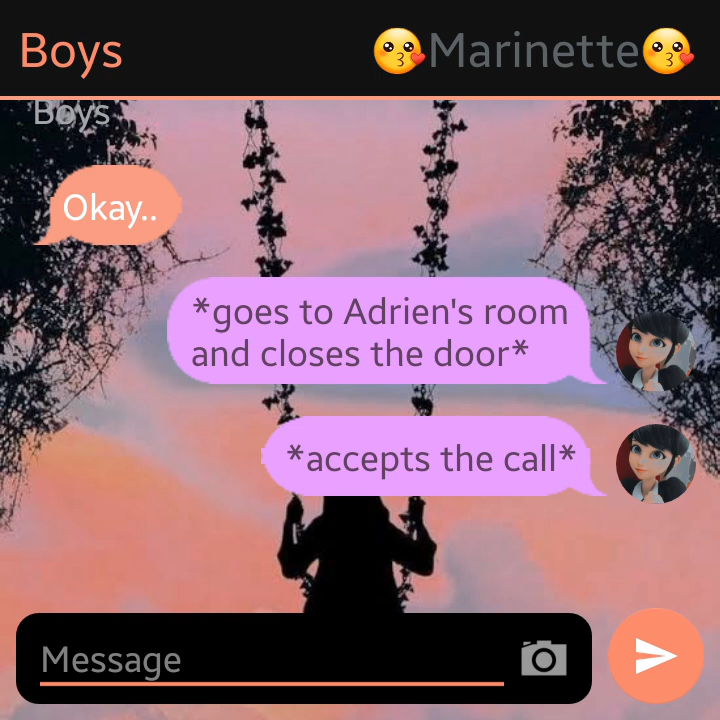 Boys
😗Marinette😗
Boys
Okay..
*goes to Adrien's room
and closes the door*
*accepts the call*
Message